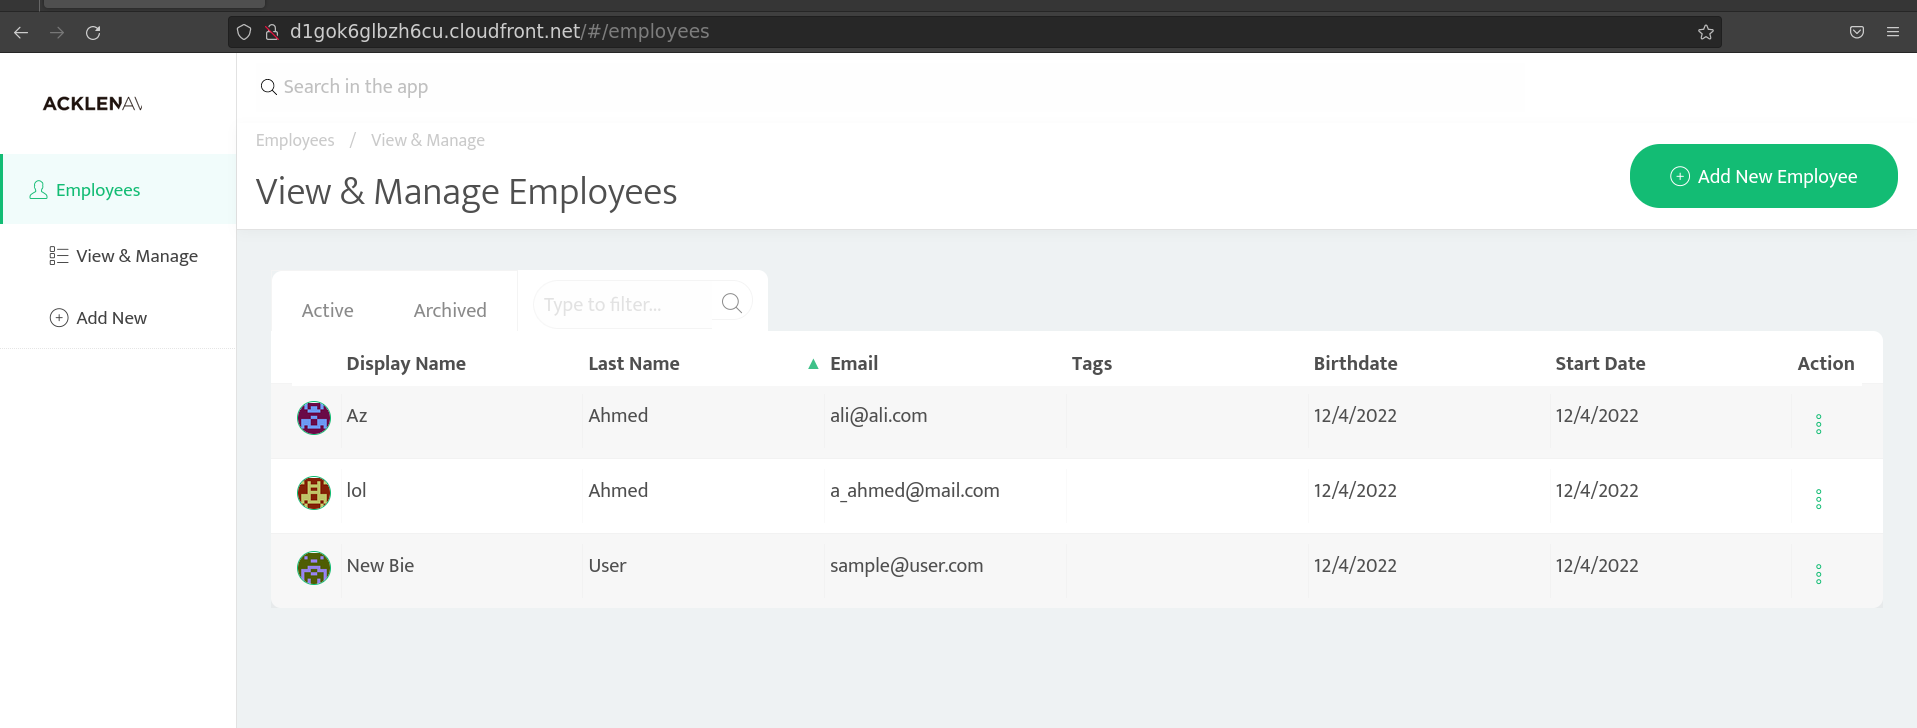 d1gok6glbzh6cu.cloudfront.net/#/employees
Search in the app
ACKLENAV
Employees / View & Manage
View & Manage Employees
Add New Employee
Employees
View & Manage
Add New
Active Archived Type to filter...
Display Name Last Name ▲ Email Tags Birthdate Start Date Action
Az Ahmed ali@ali.com 12/4/2022 12/4/2022
lol Ahmed a_ahmed@mail.com 12/4/2022 12/4/2022
New Bie User sample@user.com 12/4/2022 12/4/2022